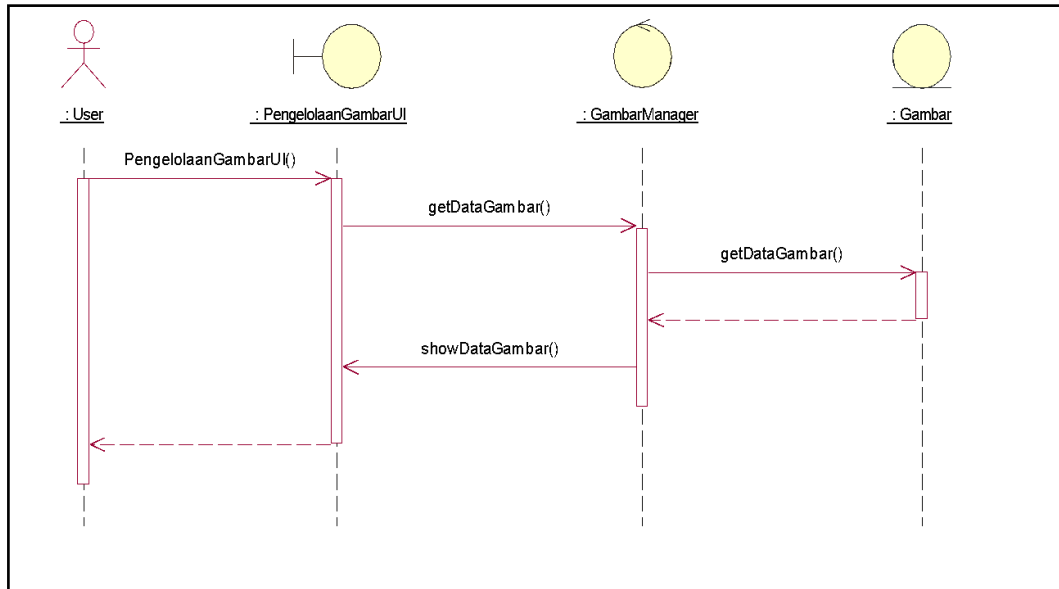 : User
: PengelolaanGambarUI
: GambarManager
: Gambar
PengelolaanGambarUI()
getDataGambar()
getDataGambar()
showDataGambar()